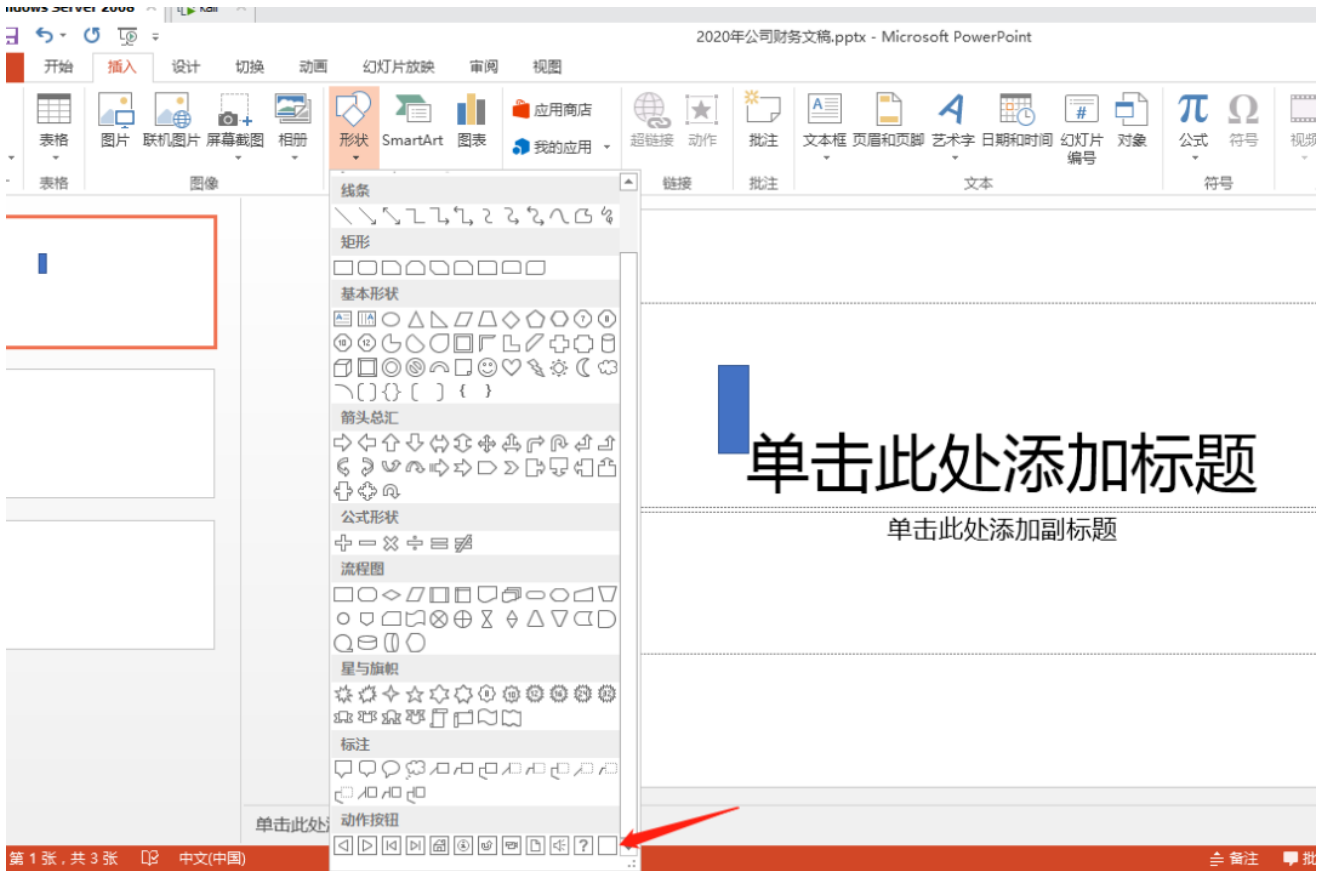 ndows Server 2008 × Kali ×
2020年公司财务文稿.pptx - Microsoft PowerPoint
开始 插入 设计 切换 动画 幻灯片放映 审阅 视图
表格 图片 联机图片 屏幕截图 相册 形状 SmartArt 图表 应用商店 我的应用 超链接 动作 批注 文本框 页眉和页脚 艺术字 日期和时间 幻灯片编号 对象 公式 符号 视频
表格 图像 链接 批注 文本 符号
线条
矩形
基本形状
箭头总汇
公式形状
流程图
星与旗帜
标注
动作按钮
单击此处添加标题
单击此处添加副标题
单击此处
第 1 张，共 3 张 中文(中国) 备注 批